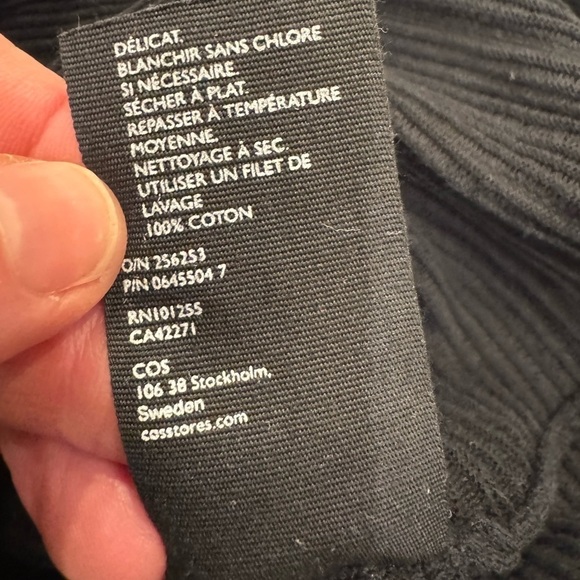 DÉLICAT.
BLANCHIR SANS CHLORE
SI NÉCESSAIRE.
SÉCHER À PLAT.
REPASSER À TEMPÉRATURE
MOYENNE.
NETTOYAGE À SEC.
UTILISER UN FILET DE
LAVAGE
100% COTON
O/N 256253
P/N 0645504 7
RN101255
CA42271
COS
106 38 Stockholm,
Sweden
cosstores.com